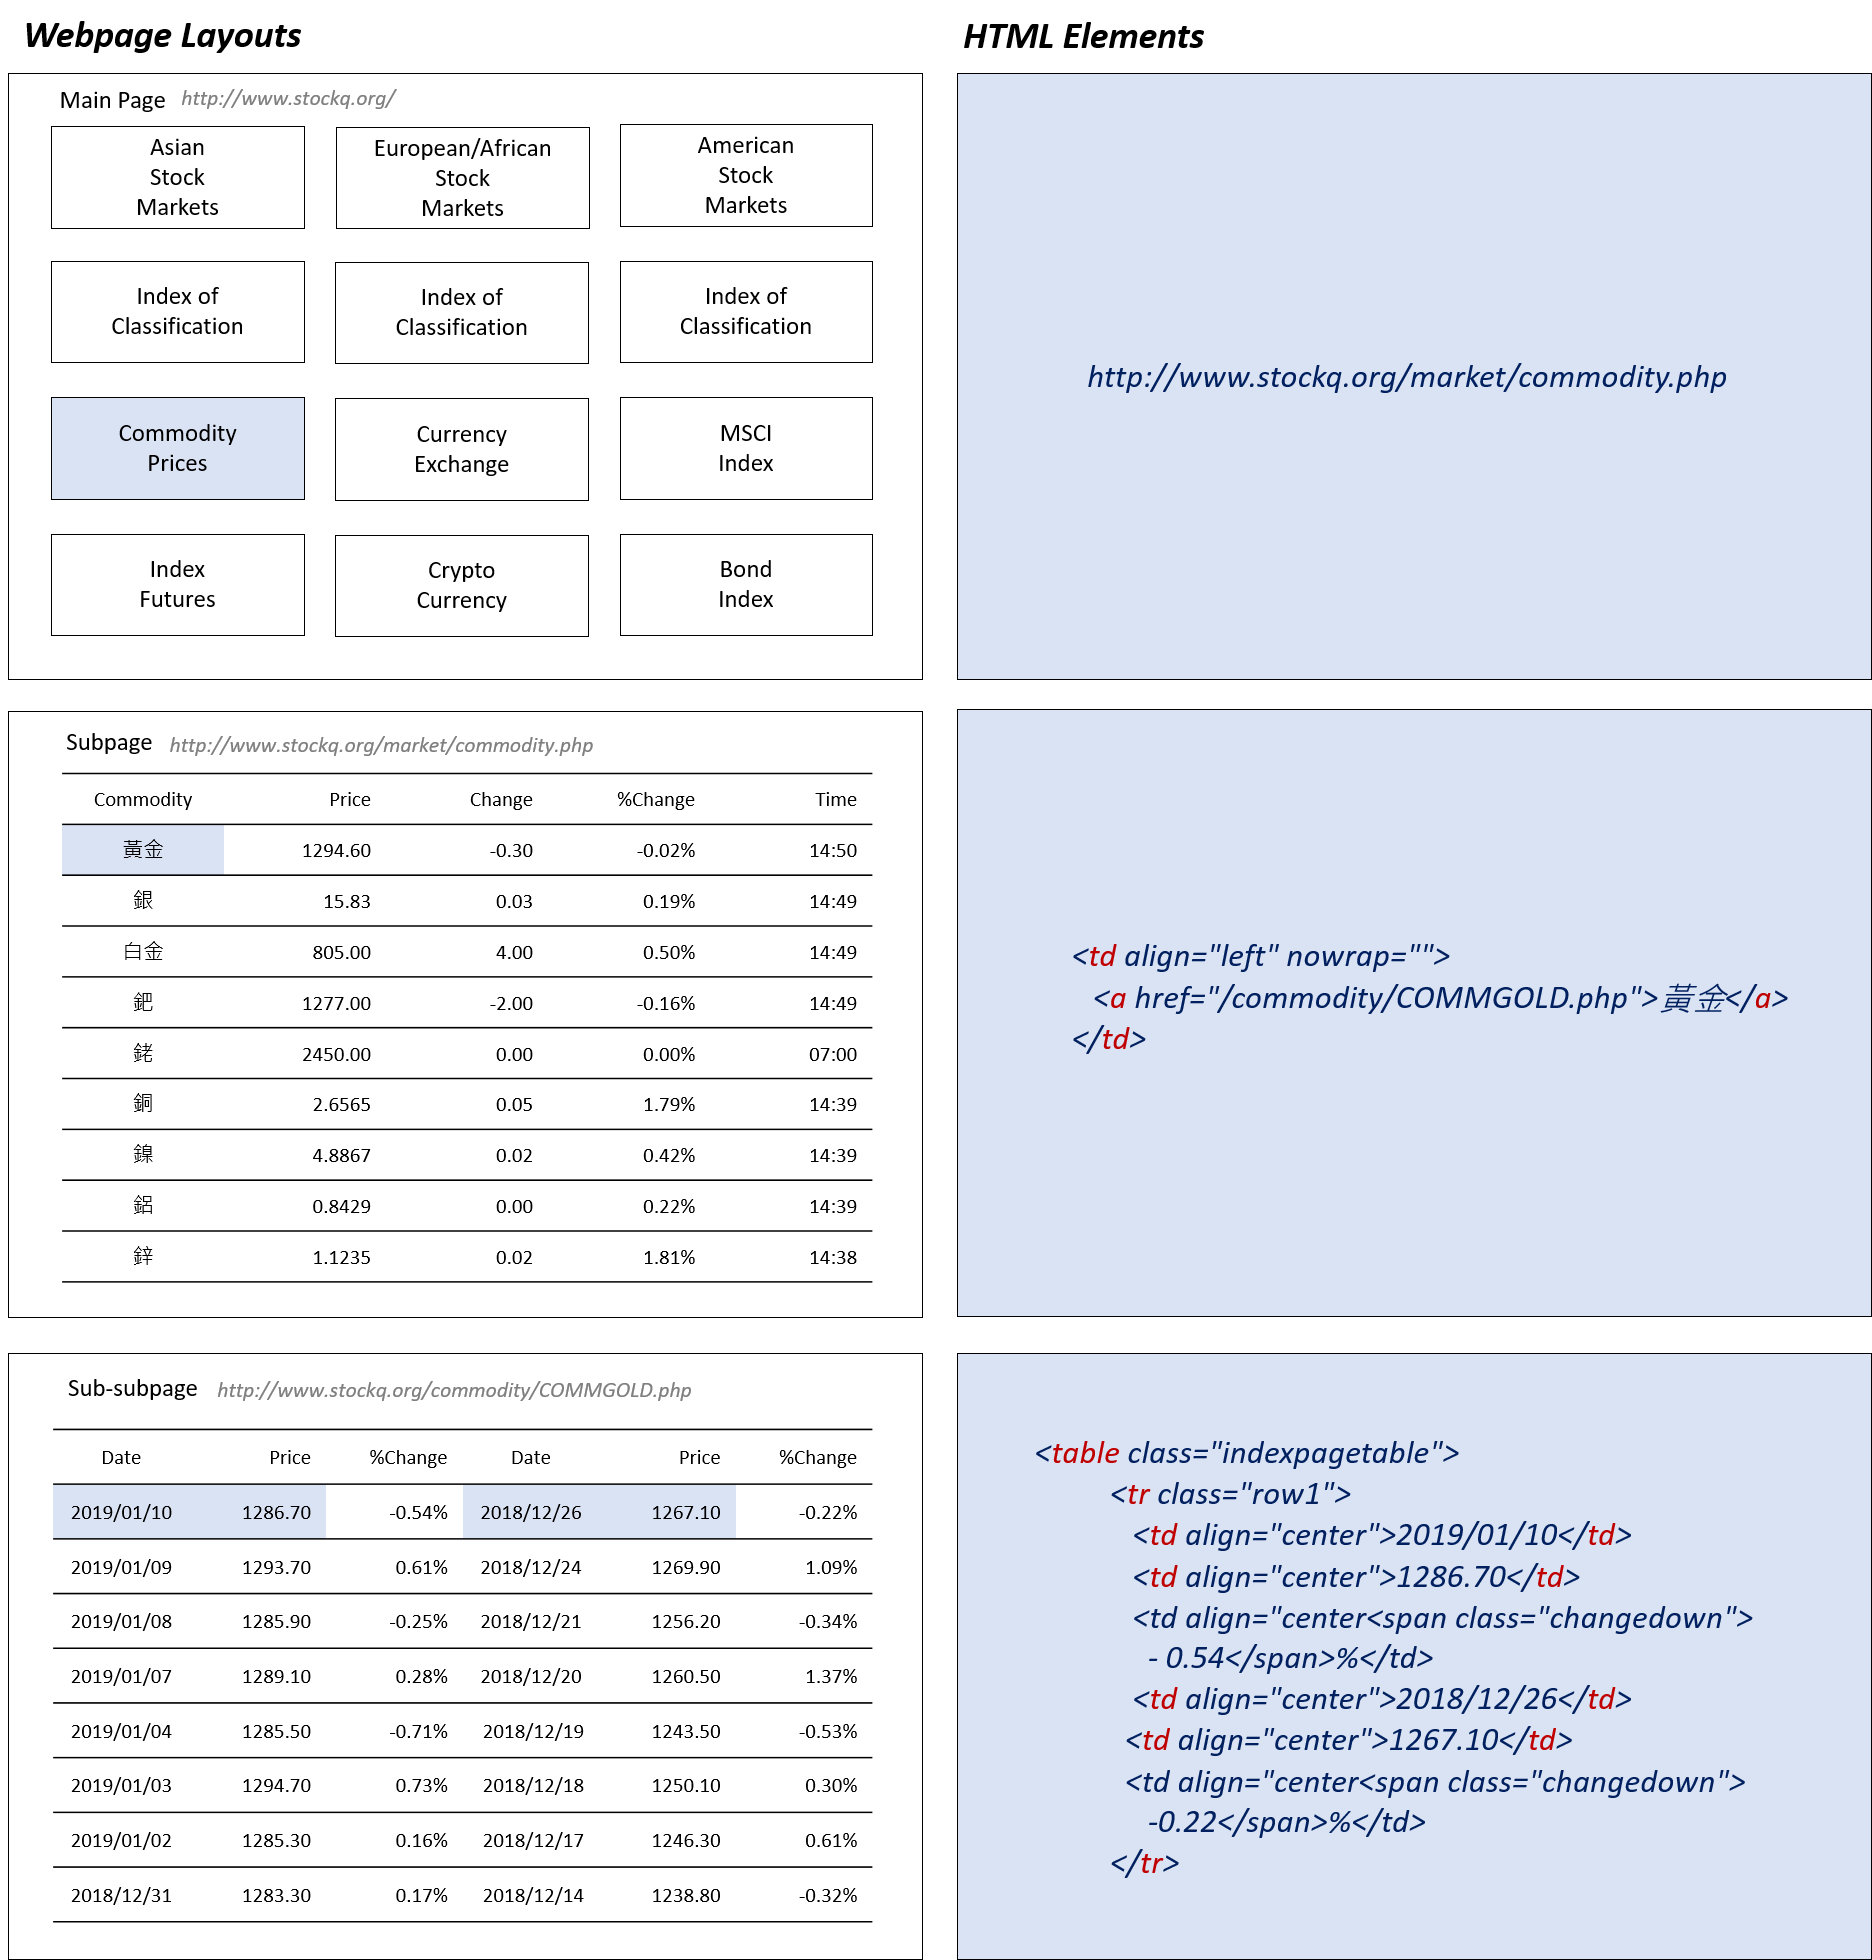 Webpage Layouts
HTML Elements
Main Page http://www.stockq.org/
Asian
Stock
Markets
European/African
Stock
Markets
American
Stock
Markets
Index of
Classification
Index of
Classification
Index of
Classification
Commodity
Prices
Currency
Exchange
MSCI
Index
Index
Futures
Crypto
Currency
Bond
Index
http://www.stockq.org/market/commodity.php
Subpage http://www.stockq.org/market/commodity.php
Commodity Price Change %Change Time
黃金 1294.60 -0.30 -0.02% 14:50
銀 15.83 0.03 0.19% 14:49
白金 805.00 4.00 0.50% 14:49
鈀 1277.00 -2.00 -0.16% 14:49
銠 2450.00 0.00 0.00% 07:00
銅 2.6565 0.05 1.79% 14:39
鎳 4.8867 0.02 0.42% 14:39
鋁 0.8429 0.00 0.22% 14:39
鋅 1.1235 0.02 1.81% 14:38
<td align="left" nowrap="">
<a href="/commodity/COMMGOLD.php">黃金</a>
</td>
Sub-subpage http://www.stockq.org/commodity/COMMGOLD.php
Date Price %Change Date Price %Change
2019/01/10 1286.70 -0.54% 2018/12/26 1267.10 -0.22%
2019/01/09 1293.70 0.61% 2018/12/24 1269.90 1.09%
2019/01/08 1285.90 -0.25% 2018/12/21 1256.20 -0.34%
2019/01/07 1289.10 0.28% 2018/12/20 1260.50 1.37%
2019/01/04 1285.50 -0.71% 2018/12/19 1243.50 -0.53%
2019/01/03 1294.70 0.73% 2018/12/18 1250.10 0.30%
2019/01/02 1285.30 0.16% 2018/12/17 1246.30 0.61%
2018/12/31 1283.30 0.17% 2018/12/14 1238.80 -0.32%
<table class="indexpagetable">
<tr class="row1">
<td align="center">2019/01/10</td>
<td align="center">1286.70</td>
<td align="center<span class="changedown">
- 0.54</span>%</td>
<td align="center">2018/12/26</td>
<td align="center">1267.10</td>
<td align="center<span class="changedown">
-0.22</span>%</td>
</tr>